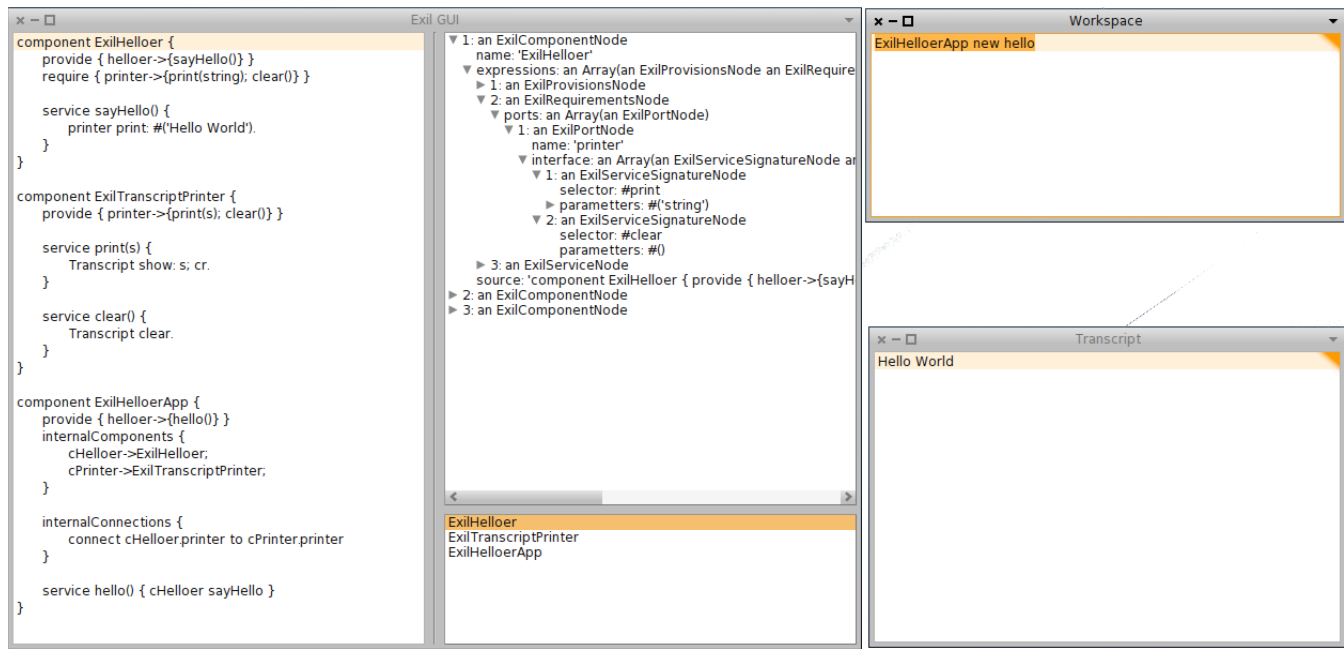 Exil GUI
component ExilHelloer {
provide { helloer->{sayHello()} }
require { printer->{print(string); clear()} }
service sayHello() {
printer print: #('Hello World').
}
}
component ExilTranscriptPrinter {
provide { printer->{print(s); clear()} }
service print(s) {
Transcript show: s; cr.
}
service clear() {
Transcript clear.
}
}
component ExilHelloerApp {
provide { helloer->{hello()} }
internalComponents {
cHelloer->ExilHelloer;
cPrinter->ExilTranscriptPrinter;
}
internalConnections {
connect cHelloer.printer to cPrinter.printer
}
service hello() { cHelloer sayHello }
}
1: an ExilComponentNode
name: 'ExilHelloer'
expressions: an Array(an ExilProvisionsNode an ExilRequire
1: an ExilProvisionsNode
2: an ExilRequirementsNode
ports: an Array(an ExilPortNode)
1: an ExilPortNode
name: 'printer'
interface: an Array(an ExilServiceSignatureNode an
1: an ExilServiceSignatureNode
selector: #print
parametters: #('string')
2: an ExilServiceSignatureNode
selector: #clear
parametters: #()
3: an ExilServiceNode
source: 'component ExilHelloer { provide { helloer->{sayH
2: an ExilComponentNode
3: an ExilComponentNode
ExilHelloer
ExilTranscriptPrinter
ExilHelloerApp
Workspace
ExilHelloerApp new hello
Transcript
Hello World